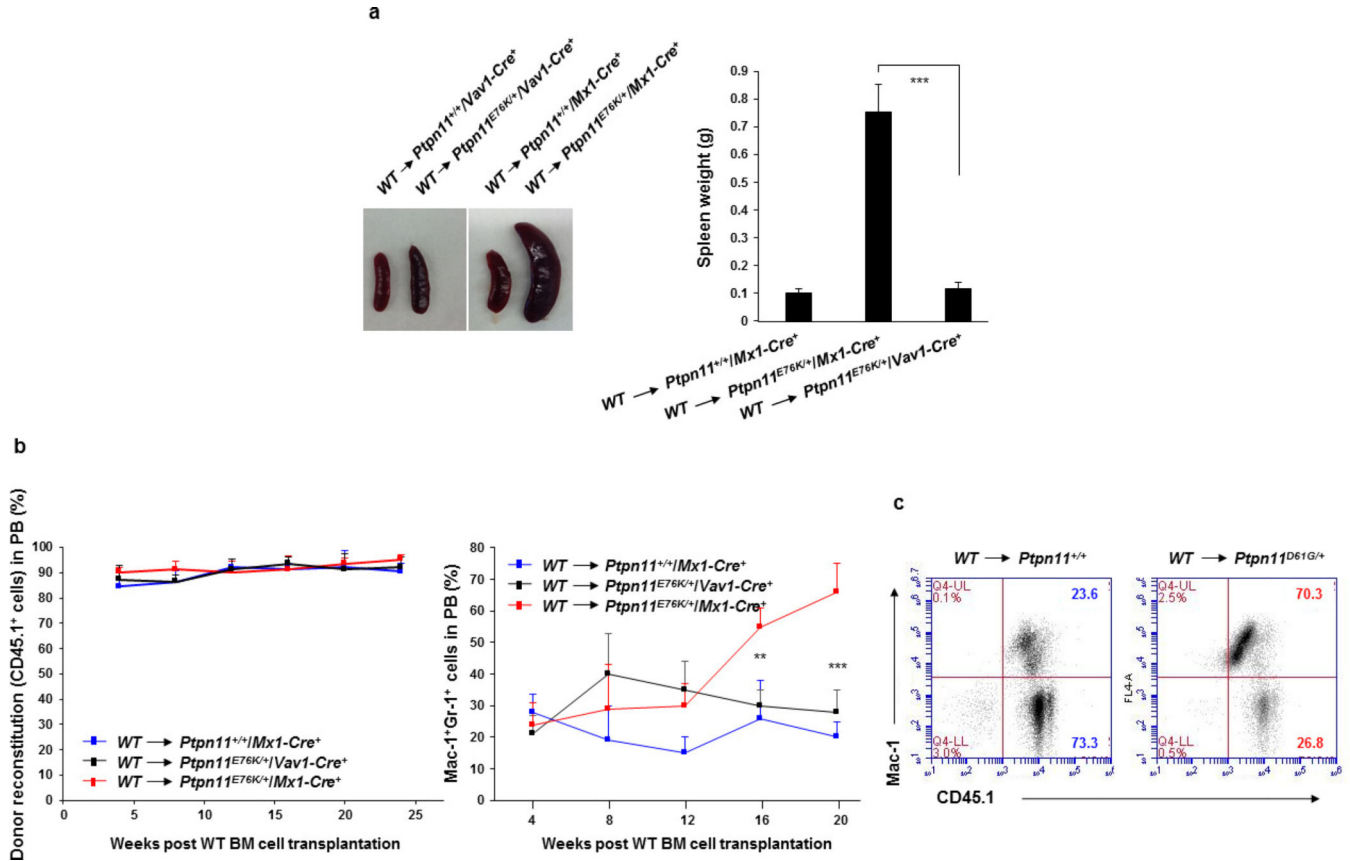 a
WT → Ptpn11+/+/Vav1-Cre+
WT → Ptpn11E76K/+/Vav1-Cre+
WT → Ptpn11+/+/Mx1-Cre+
WT → Ptpn11E76K/+/Mx1-Cre+
Spleen weight (g)
0.9
0.8
0.7
0.6
0.5
0.4
0.3
0.2
0.1
0
***
WT → Ptpn11+/+/Mx1-Cre+
WT → Ptpn11E76K/+/Mx1-Cre+
WT → Ptpn11E76K/+/Vav1-Cre+
b
Donor reconstitution (CD45.1+ cells) in PB (%)
100
90
80
70
60
50
40
30
20
10
0
WT → Ptpn11+/+/Mx1-Cre+
WT → Ptpn11E76K/+/Vav1-Cre+
WT → Ptpn11E76K/+/Mx1-Cre+
0 5 10 15 20 25
Weeks post WT BM cell transplantation
Mac-1+Gr-1+ cells in PB (%)
80
70
60
50
40
30
20
10
0
WT → Ptpn11+/+/Mx1-Cre+
WT → Ptpn11E76K/+/Vav1-Cre+
WT → Ptpn11E76K/+/Mx1-Cre+
**
***
4 8 12 16 20
Weeks post WT BM cell transplantation
c
WT → Ptpn11+/+
WT → Ptpn11D61G/+
Mac-1
Q4-UL
0.1%
23.6
Q4-LL
3.0%
73.3
Q4-UL
2.5%
70.3
FL4-A
Q4-LL
0.5%
26.8
CD45.1